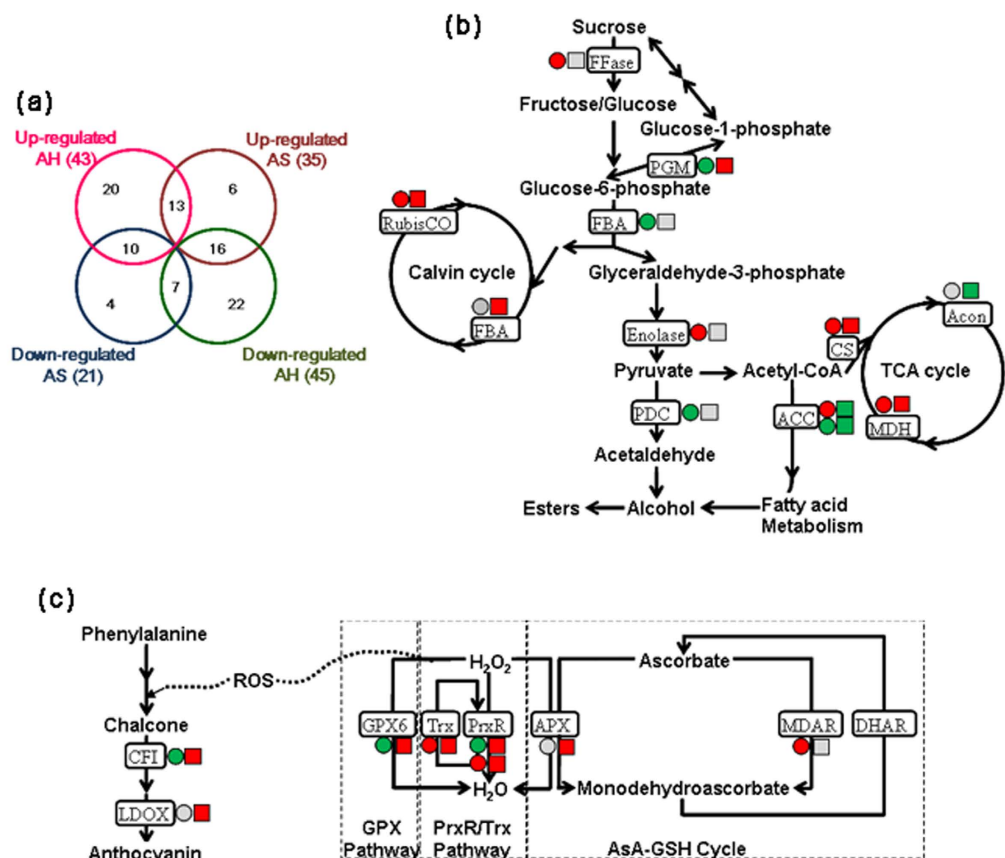 (a)
Up-regulated
AH (43)
Up-regulated
AS (35)
20
13
6
10
16
4
7
22
Down-regulated
AS (21)
Down-regulated
AH (45)
(b)
Sucrose
FFase
Fructose/Glucose
Glucose-1-phosphate
PGM
Glucose-6-phosphate
RubisCO
FBA
Calvin cycle
Glyceraldehyde-3-phosphate
FBA
Enolase
Acon
CS
Pyruvate
Acetyl-CoA
TCA cycle
PDC
ACC
MDH
Acetaldehyde
Esters
Alcohol
Fatty acid
Metabolism
(c)
Phenylalanine
ROS
H2O2
Ascorbate
Chalcone
GPX6
Trx
PrxR
APX
MDAR
DHAR
CFI
H2O
Monodehydroascorbate
LDOX
GPX
Pathway
PrxR/Trx
Pathway
AsA-GSH Cycle
Anthocyanin